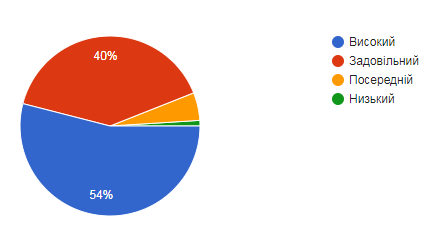 40%
54%
Високий
Задовільний
Посередній
Низький